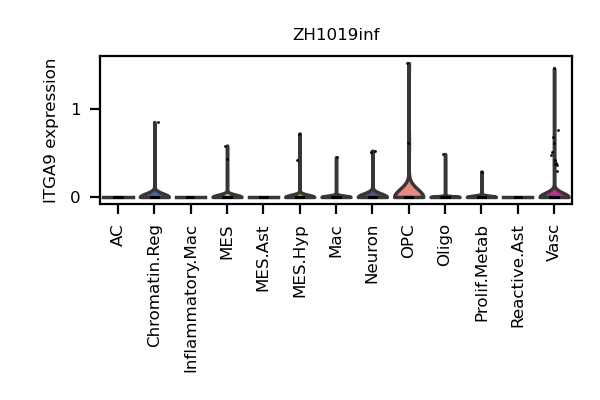 ZH1019inf
ITGA9 expression
1
0
AC
Chromatin.Reg
Inflammatory.Mac
MES
MES.Ast
MES.Hyp
Mac
Neuron
OPC
Oligo
Prolif.Metab
Reactive.Ast
Vasc